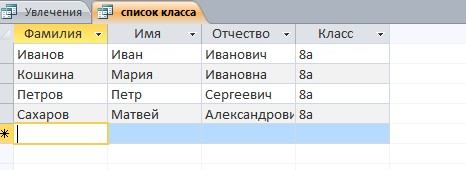 Увлечения список класса
Фамилия Имя Отчество Класс
Иванов Иван Иванович 8а
Кошкина Мария Ивановна 8а
Петров Петр Сергеевич 8а
Сахаров Матвей Александрови 8а